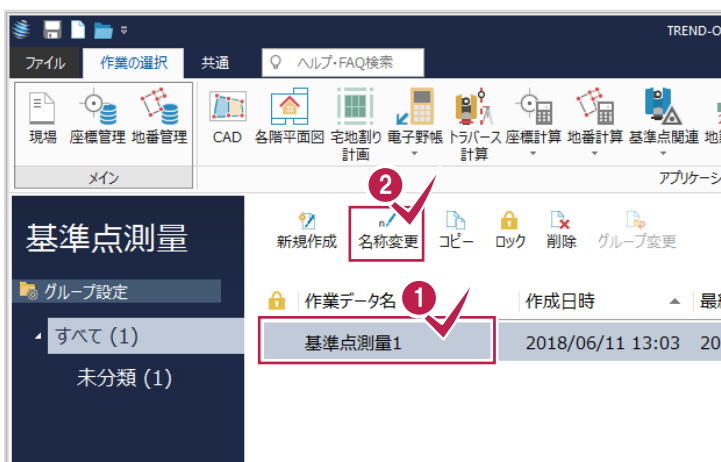 TREND-O
ファイル 作業の選択 共通 ヘルプ・FAQ検索
現場 座標管理 地番管理 CAD 各階平面図 宅地割り計画 電子野帳 トラバース計算 座標計算 地番計算 基準点関連
メイン アプリケーシ
2
基準点測量
新規作成 名称変更 コピー ロック 削除 グループ変更
グループ設定
作業データ名 1 作成日時 最終
すべて (1)
基準点測量1 2018/06/11 13:03 20
未分類 (1)